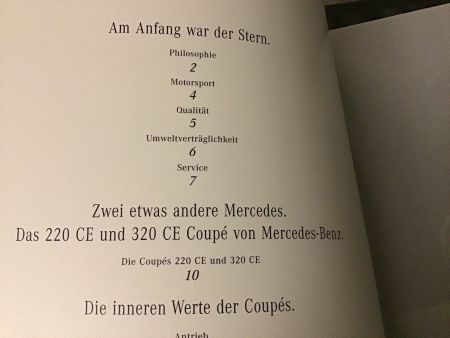 Am Anfang war der Stern.
Philosophie
2
Motorsport
4
Qualität
5
Umweltverträglichkeit
6
Service
7
Zwei etwas andere Mercedes.
Das 220 CE und 320 CE Coupé von Mercedes-Benz.
Die Coupés 220 CE und 320 CE
10
Die inneren Werte der Coupés.
Antrieb